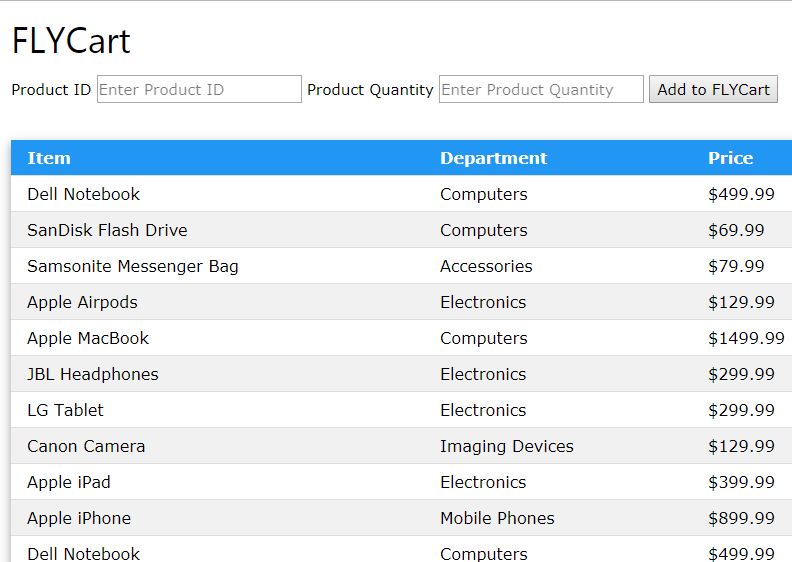 FLYCart
Product ID Enter Product ID Product Quantity Enter Product Quantity Add to FLYCart
Item Department Price
Dell Notebook Computers $499.99
SanDisk Flash Drive Computers $69.99
Samsonite Messenger Bag Accessories $79.99
Apple Airpods Electronics $129.99
Apple MacBook Computers $1499.99
JBL Headphones Electronics $299.99
LG Tablet Electronics $299.99
Canon Camera Imaging Devices $129.99
Apple iPad Electronics $399.99
Apple iPhone Mobile Phones $899.99
Dell Notebook Computers $499.99